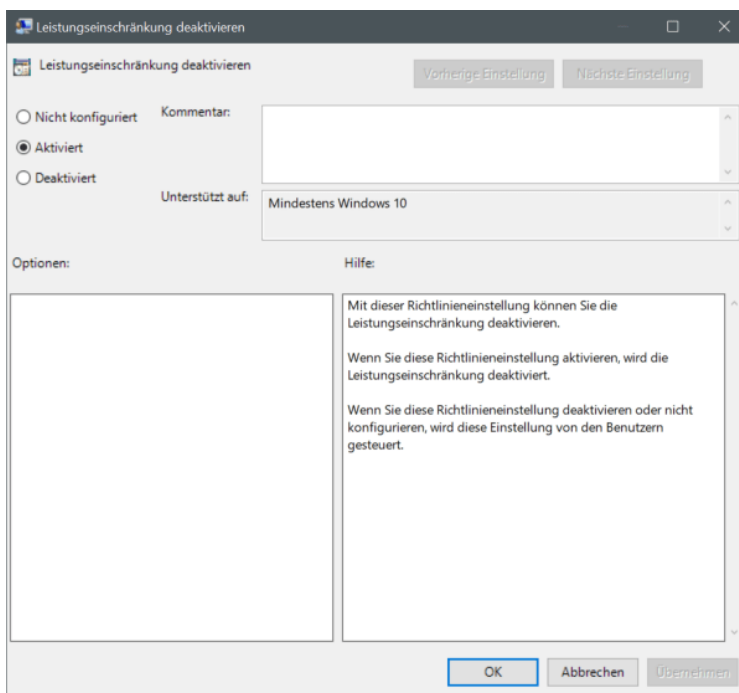 Leistungseinschränkung deaktivieren
Leistungseinschränkung deaktivieren
Vorherige Einstellung
Nächste Einstellung
Nicht konfiguriert
Kommentar:
Aktiviert
Deaktiviert
Unterstützt auf:
Mindestens Windows 10
Optionen:
Hilfe:
Mit dieser Richtlinieneinstellung können Sie die
Leistungseinschränkung deaktivieren.
Wenn Sie diese Richtlinieneinstellung aktivieren, wird die
Leistungseinschränkung deaktiviert.
Wenn Sie diese Richtlinieneinstellung deaktivieren oder nicht
konfigurieren, wird diese Einstellung von den Benutzern
gesteuert.
OK
Abbrechen
Übernehmen